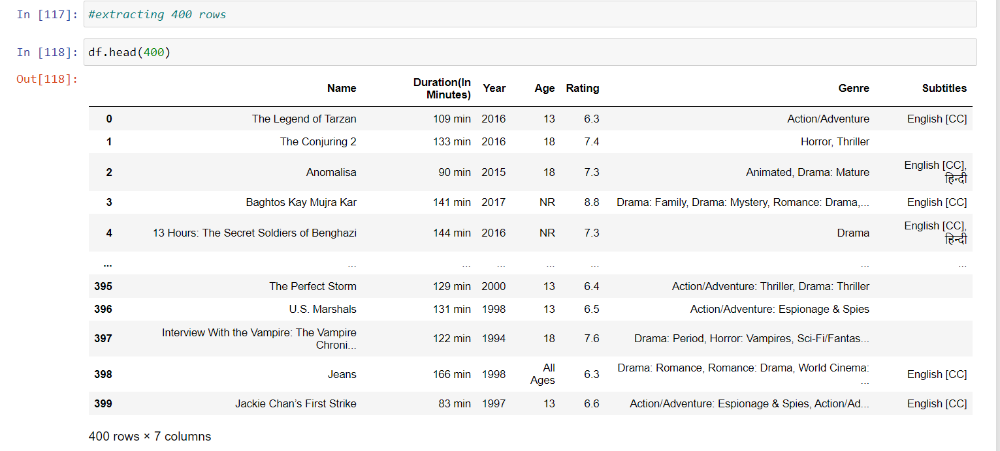 In [117]: #extracting 400 rows
In [118]: df.head(400)
Out[118]:
Name Duration(In Minutes) Year Age Rating Genre Subtitles
0 The Legend of Tarzan 109 min 2016 13 6.3 Action/Adventure English [CC]
1 The Conjuring 2 133 min 2016 18 7.4 Horror, Thriller
2 Anomalisa 90 min 2015 18 7.3 Animated, Drama: Mature English [CC], हिन्दी
3 Baghtos Kay Mujra Kar 141 min 2017 NR 8.8 Drama: Family, Drama: Mystery, Romance: Drama,... English [CC]
4 13 Hours: The Secret Soldiers of Benghazi 144 min 2016 NR 7.3 Drama English [CC], हिन्दी
... ... ... ... ... ... ... ...
395 The Perfect Storm 129 min 2000 13 6.4 Action/Adventure: Thriller, Drama: Thriller
396 U.S. Marshals 131 min 1998 13 6.5 Action/Adventure: Espionage & Spies
397 Interview With the Vampire: The Vampire Chroni... 122 min 1994 18 7.6 Drama: Period, Horror: Vampires, Sci-Fi/Fantas...
398 Jeans 166 min 1998 All Ages 6.3 Drama: Romance, Romance: Drama, World Cinema: ... English [CC]
399 Jackie Chan’s First Strike 83 min 1997 13 6.6 Action/Adventure: Espionage & Spies, Action/Ad... English [CC]
400 rows × 7 columns